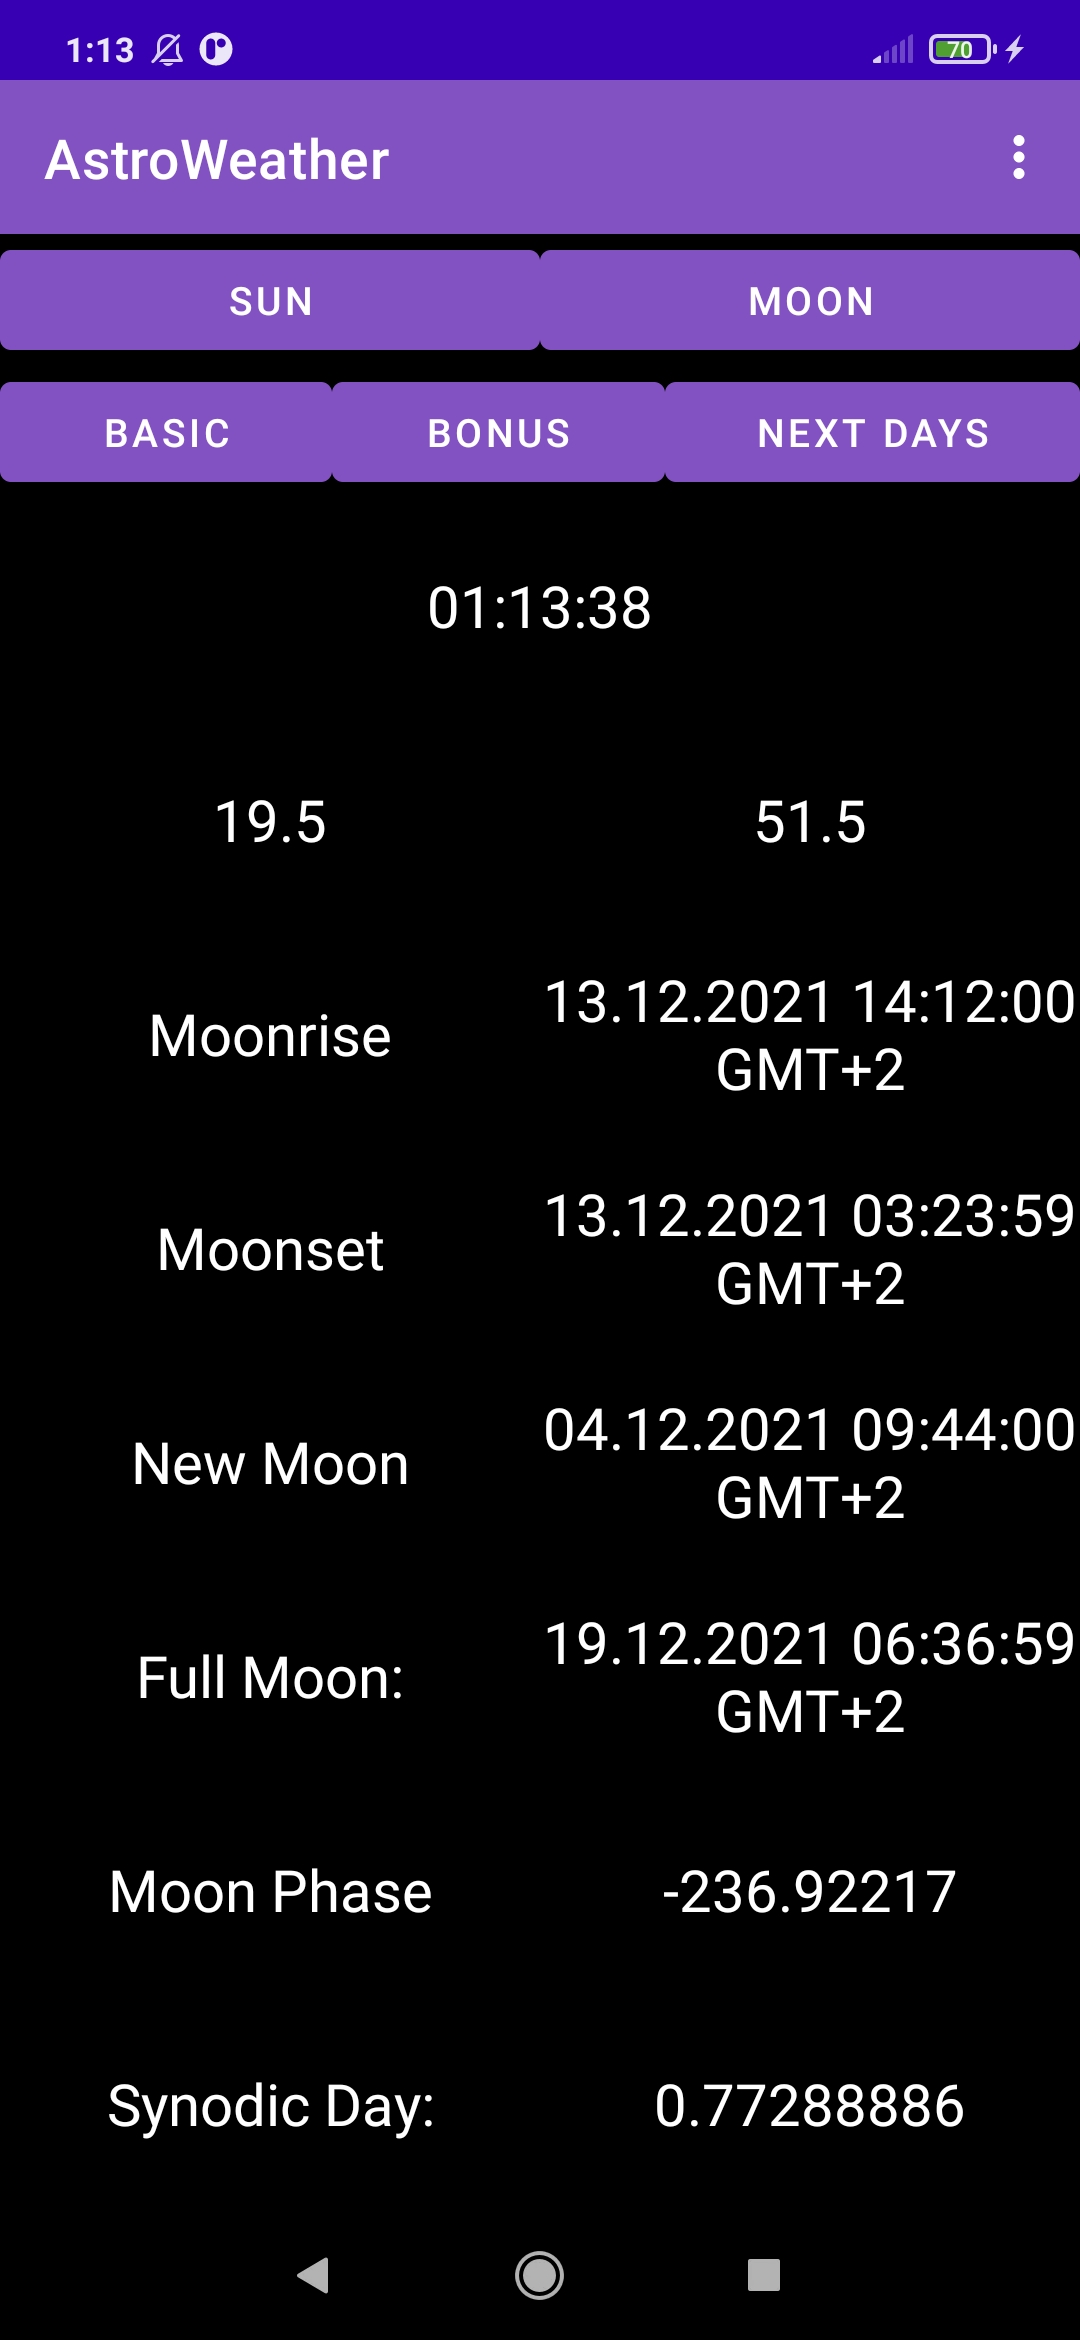 1:13
70
AstroWeather
SUN MOON
BASIC BONUS NEXT DAYS
01:13:38
19.5 51.5
Moonrise 13.12.2021 14:12:00
GMT+2
Moonset 13.12.2021 03:23:59
GMT+2
New Moon 04.12.2021 09:44:00
GMT+2
Full Moon: 19.12.2021 06:36:59
GMT+2
Moon Phase -236.92217
Synodic Day: 0.77288886